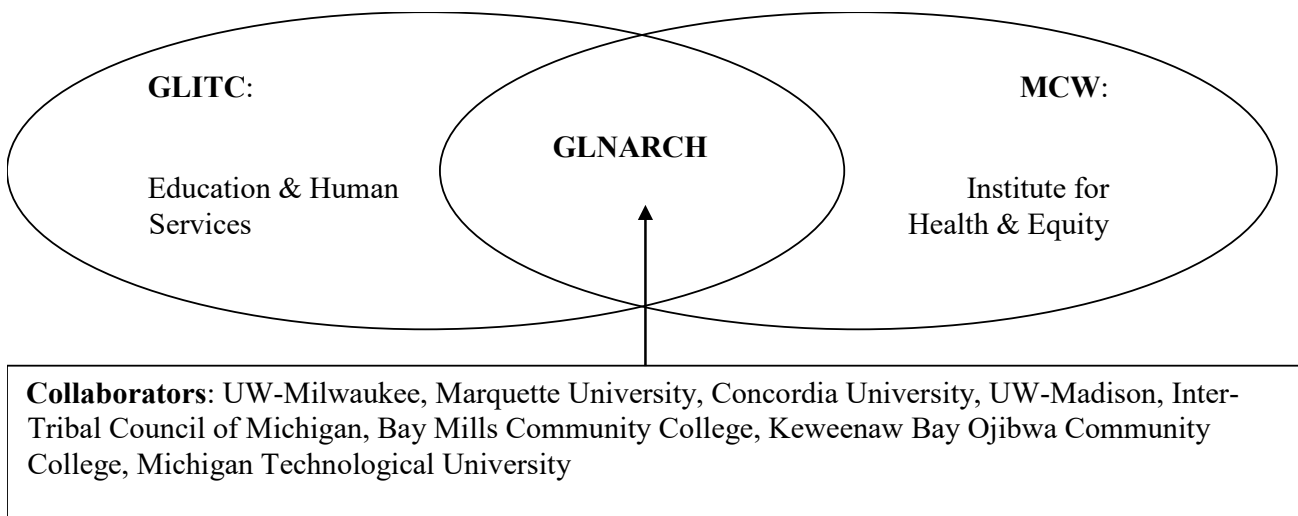 GLITC:
MCW:
GLNARCH
Education & Human
Services
Institute for
Health & Equity
Collaborators: UW-Milwaukee, Marquette University, Concordia University, UW-Madison, Inter-
Tribal Council of Michigan, Bay Mills Community College, Keweenaw Bay Ojibwa Community
College, Michigan Technological University